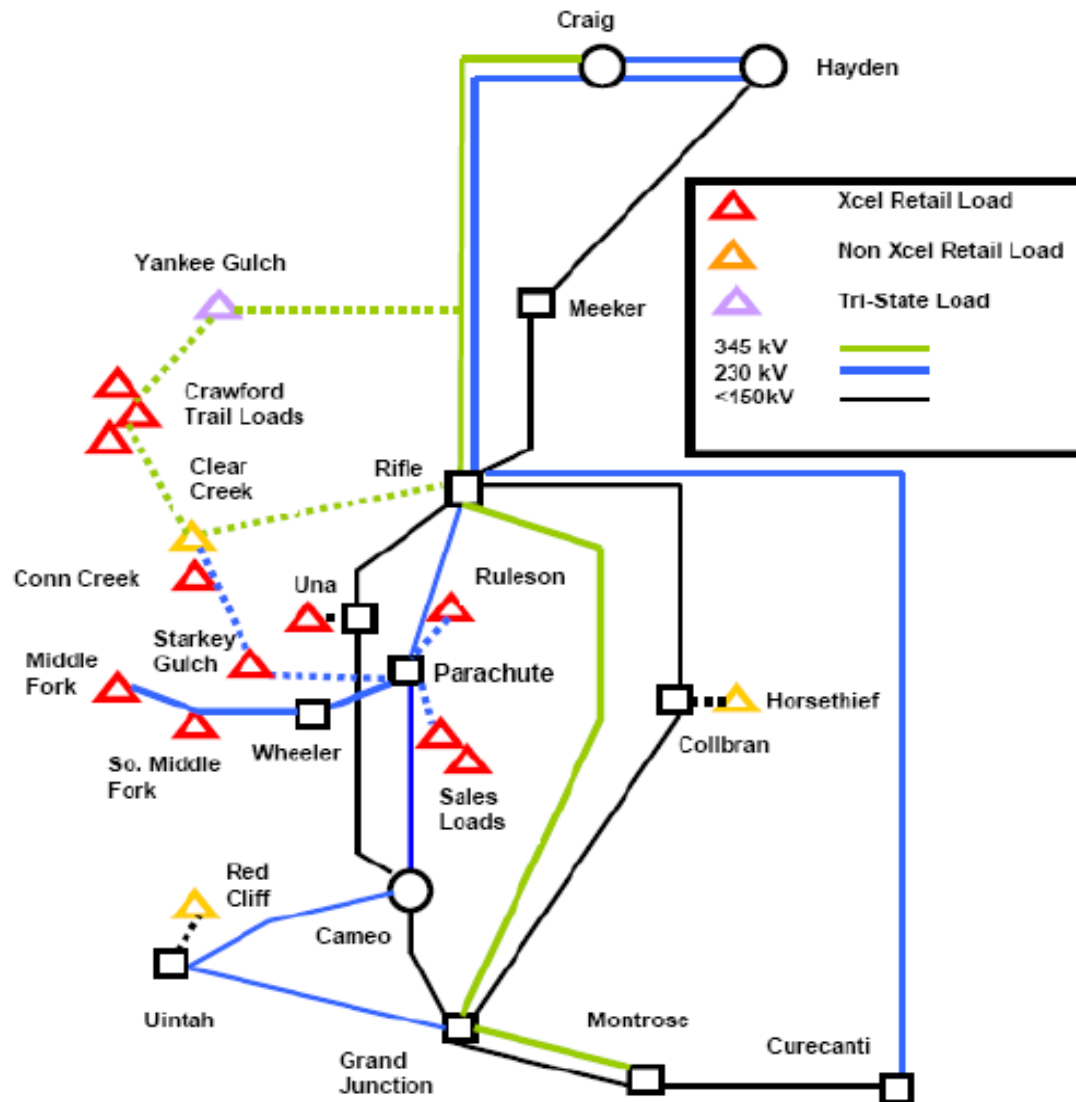 Craig
Hayden
Xcel Retail Load
Non Xcel Retail Load
Tri-State Load
345 kV
230 kV
<150kV
Yankee Gulch
Meeker
Crawford
Trail Loads
Clear
Creek
Rifle
Conn Creek
Una
Ruleson
Starkey
Gulch
Middle
Fork
Parachute
Horsethief
Collbran
Wheeler
So. Middle
Fork
Sales
Loads
Red
Cliff
Cameo
Uintah
Grand
Junction
Montrose
Curecanti